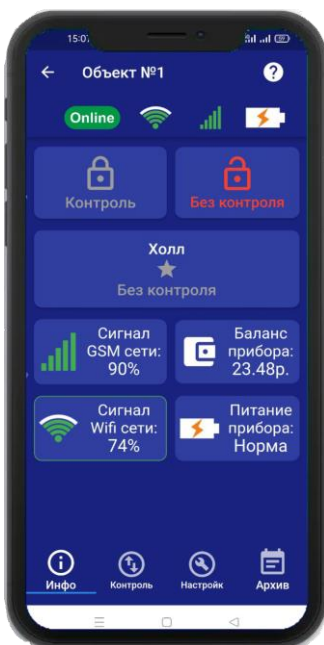 15:07
Объект №1
?
Online
Контроль
Без контроля
Холл
Без контроля
Сигнал
GSM сети:
90%
Баланс
прибора:
23.48р.
Сигнал
Wifi сети:
74%
Питание
прибора:
Норма
Инфо
Контроль
Настройк
Архив